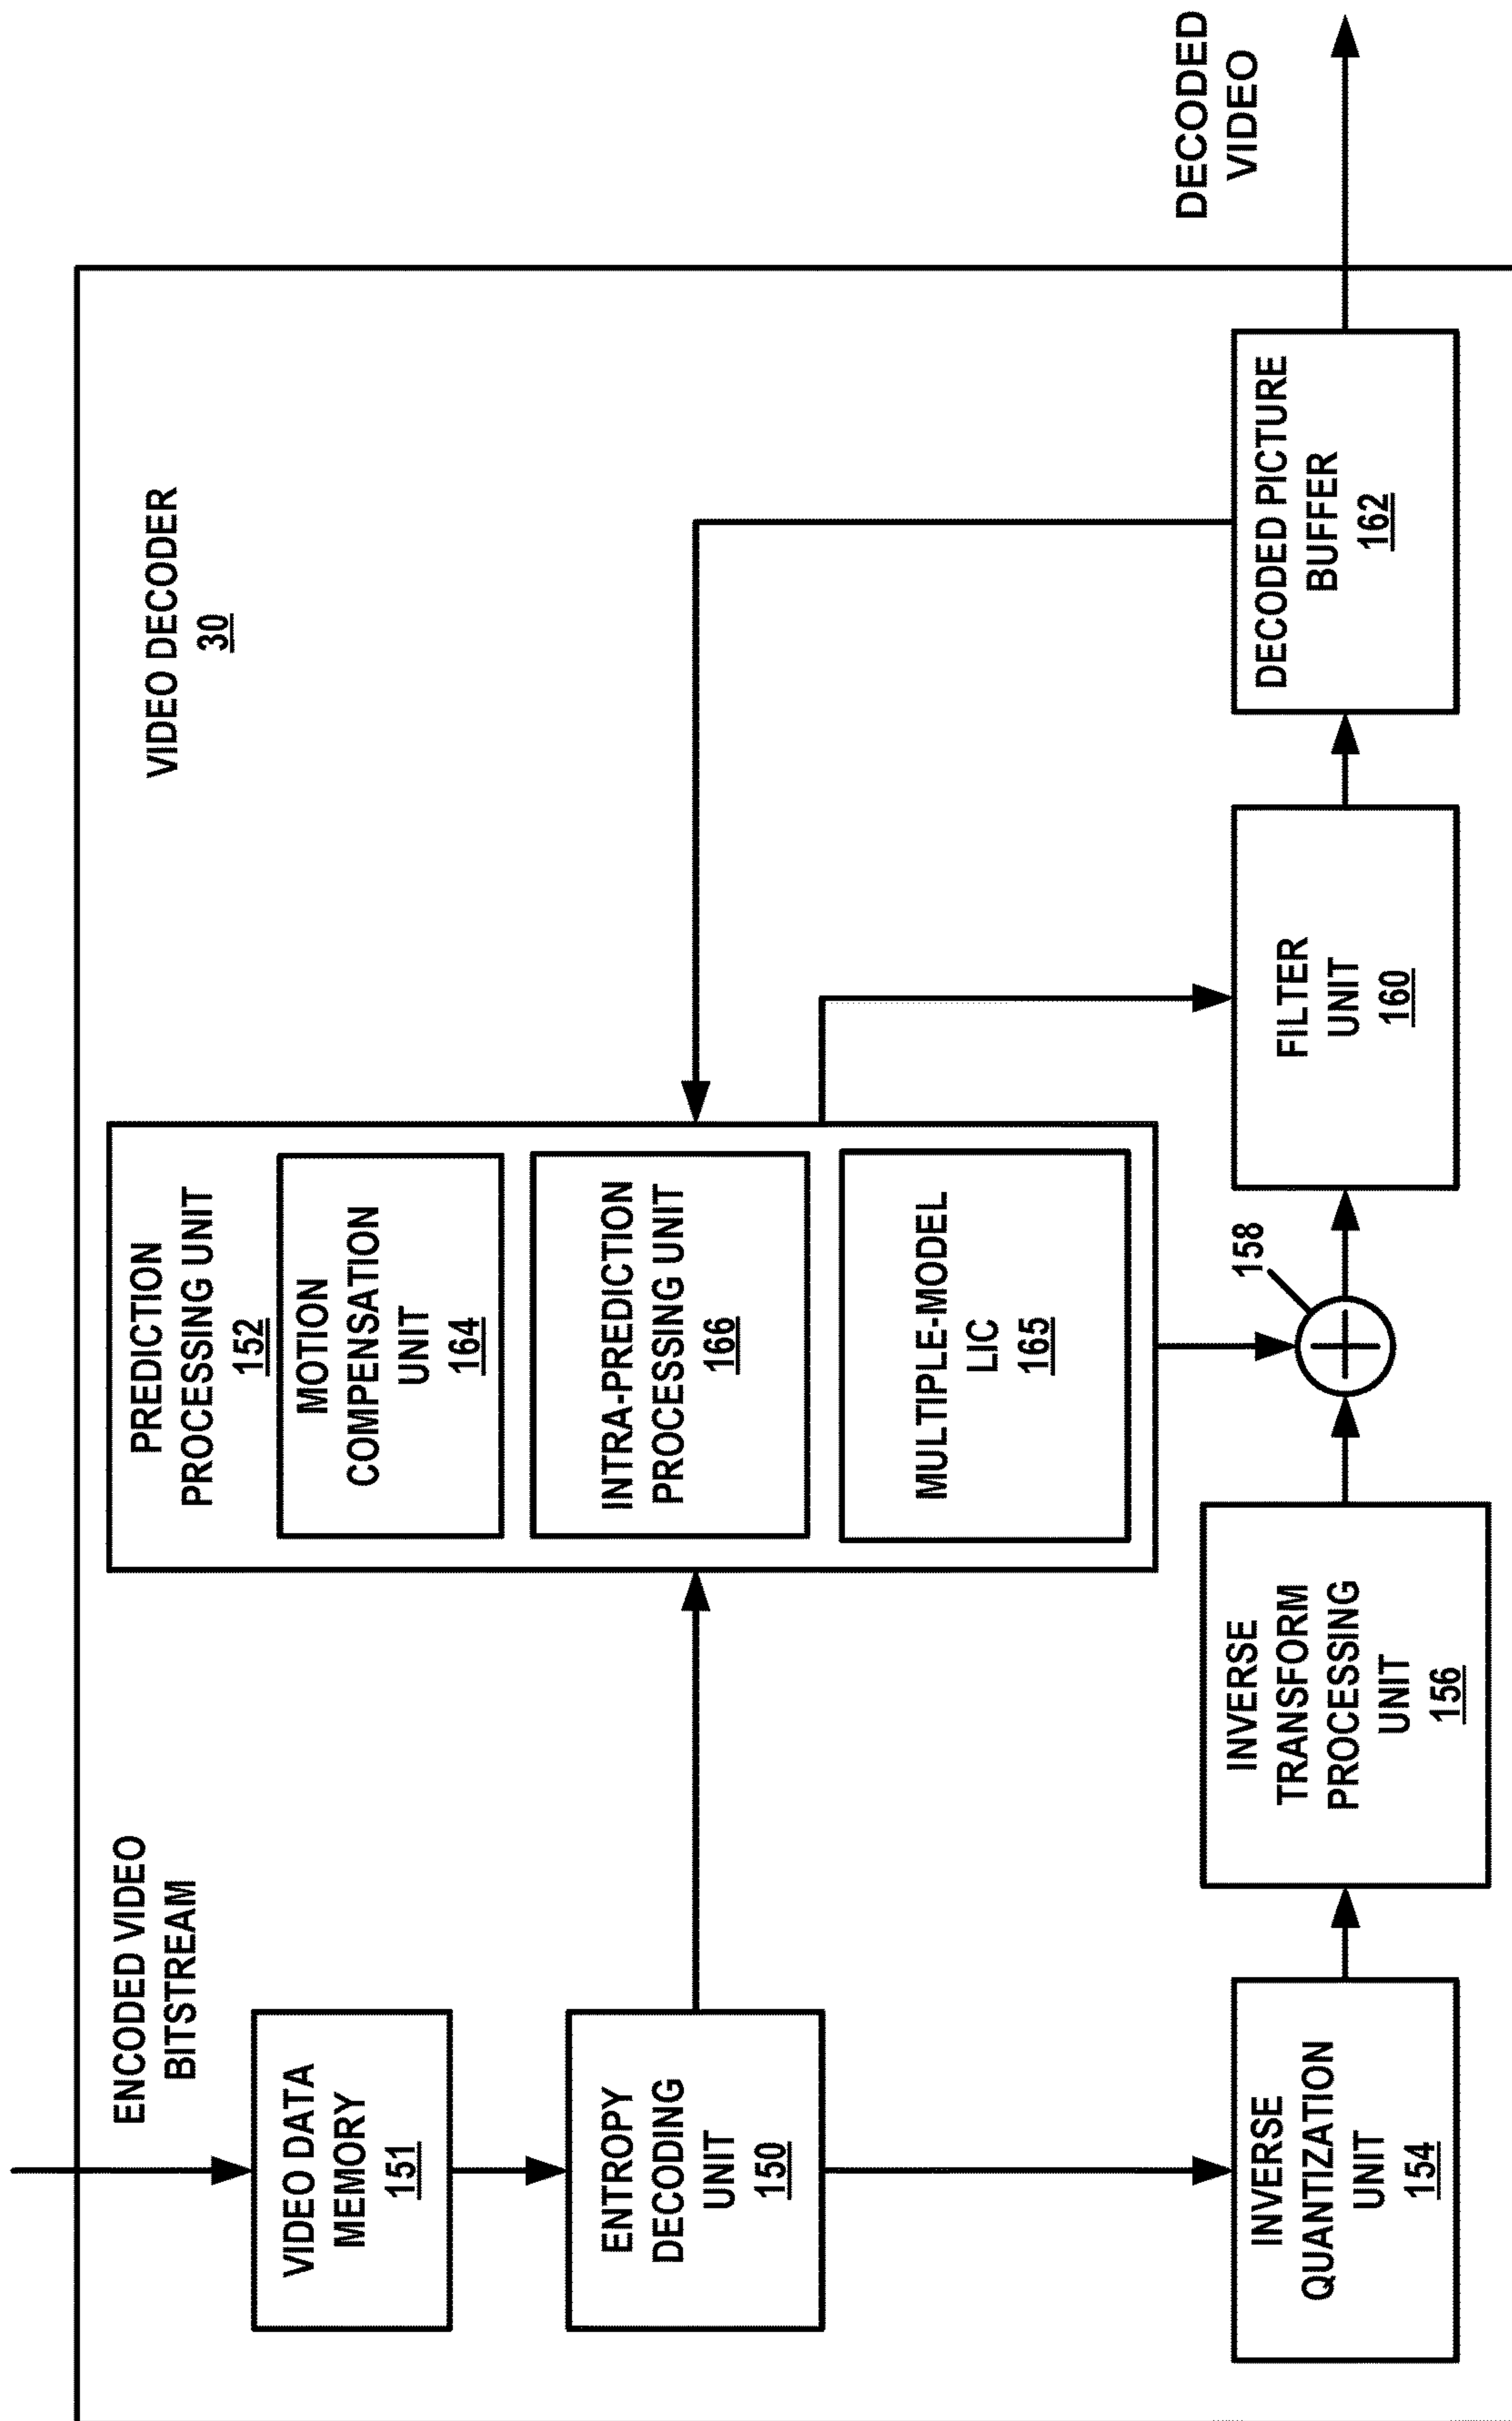 ENCODED VIDEO
BITSTREAM
VIDEO DECODER
30
VIDEO DATA
MEMORY
151
ENTROPY
DECODING
UNIT
150
PREDICTION
PROCESSING UNIT
152
MOTION
COMPENSATION
UNIT
164
INTRA-PREDICTION
PROCESSING UNIT
166
MULTIPLE-MODEL
LIC
165
INVERSE
QUANTIZATION
UNIT
154
INVERSE
TRANSFORM
PROCESSING
UNIT
156
158
FILTER
UNIT
160
DECODED PICTURE
BUFFER
162
DECODED
VIDEO